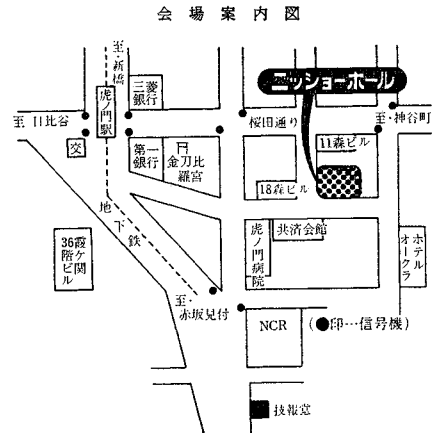 会場案内図
至・新橋
三菱銀行
ニッショーホール
虎ノ門駅
至 日比谷
桜田通り
至・神谷町
交
第一銀行
金刀比羅宮
11森ビル
18森ビル
地下鉄
36霞ケ関階ビル
虎ノ門病院
共済会館
ホテルオークラ
至・赤坂見付
NCR
(●印…信号機)
技報堂